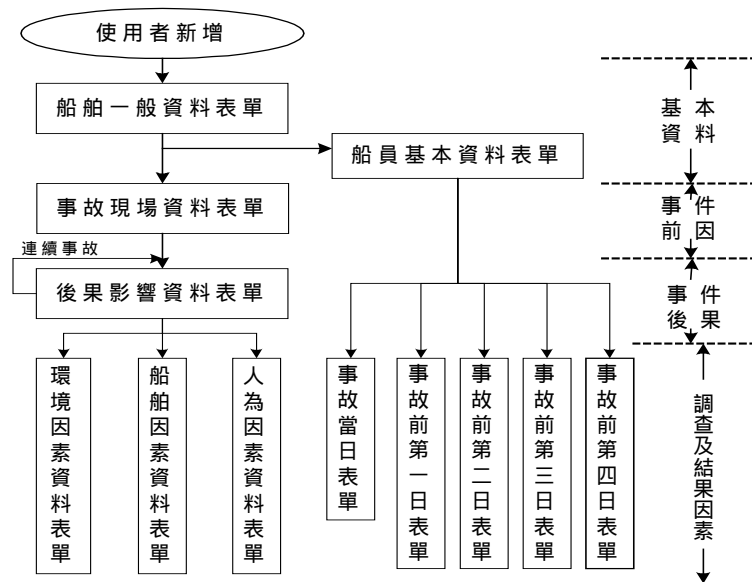 使用者新增
船舶一般資料表單
船員基本資料表單
事故現場資料表單
連續事故
後果影響資料表單
環境因素資料表單
船舶因素資料表單
人為因素資料表單
事故當日表單
事故前第一日表單
事故前第二日表單
事故前第三日表單
事故前第四日表單
基本
資料
事件
前因
事件
後果
調查及結果因素